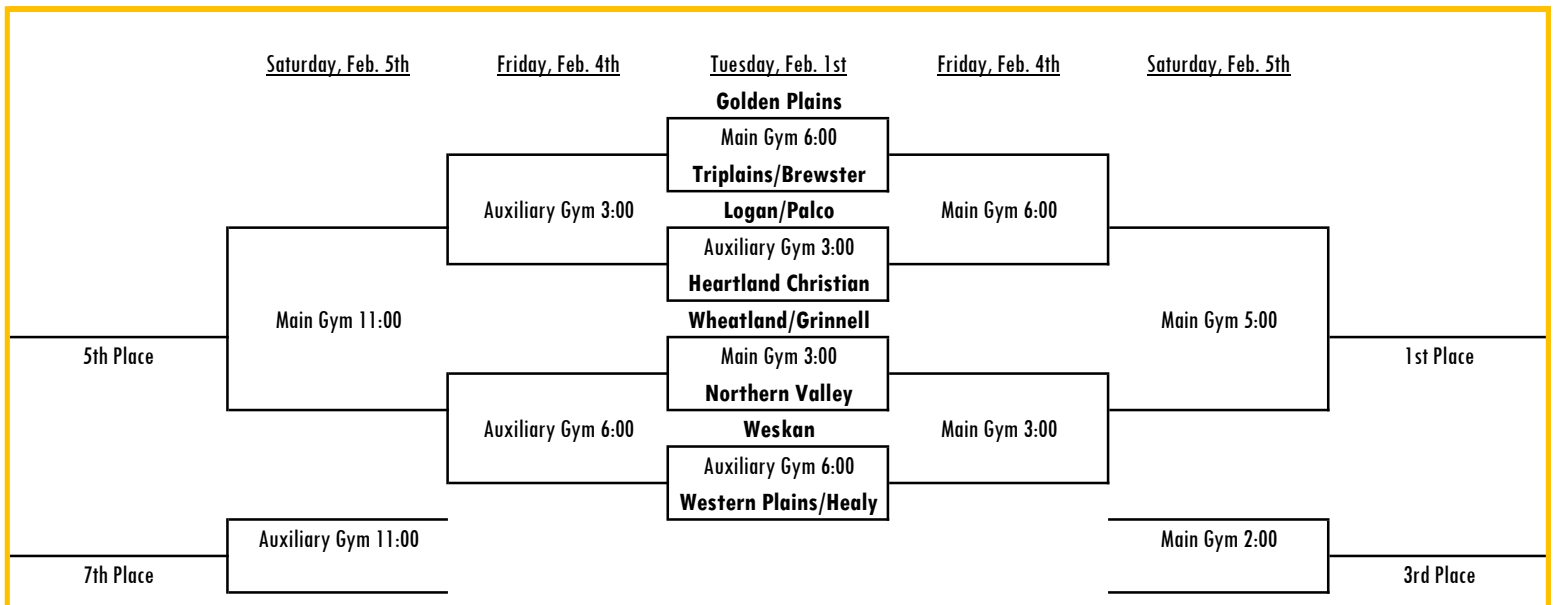 Saturday, Feb. 5th Friday, Feb. 4th Tuesday, Feb. 1st Friday, Feb. 4th Saturday, Feb. 5th
Golden Plains
Main Gym 6:00
Triplains/Brewster
Auxiliary Gym 3:00 Logan/Palco Main Gym 6:00
Auxiliary Gym 3:00
Heartland Christian
Main Gym 11:00 Wheatland/Grinnell Main Gym 5:00
5th Place Main Gym 3:00 1st Place
Northern Valley
Auxiliary Gym 6:00 Weskan Main Gym 3:00
Auxiliary Gym 6:00
Western Plains/Healy
Auxiliary Gym 11:00 Main Gym 2:00
7th Place 3rd Place